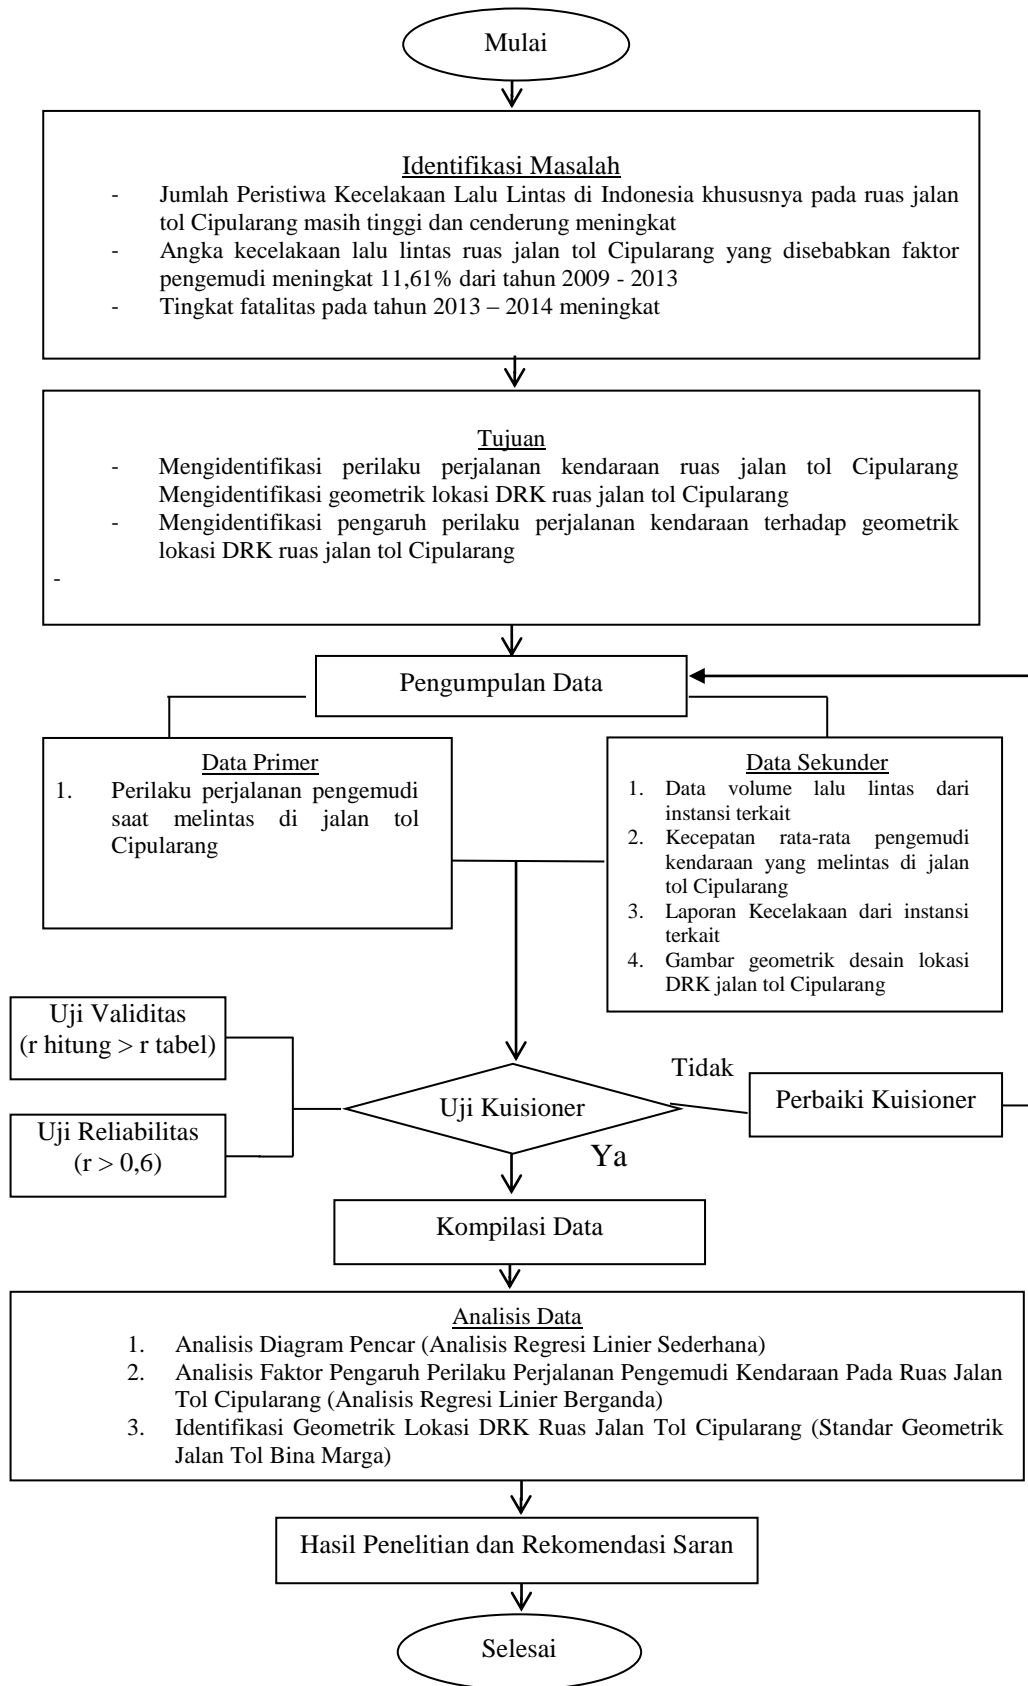 Mulai
Identifikasi Masalah
- Jumlah Peristiwa Kecelakaan Lalu Lintas di Indonesia khususnya pada ruas jalan
tol Cipularang masih tinggi dan cenderung meningkat
- Angka kecelakaan lalu lintas ruas jalan tol Cipularang yang disebabkan faktor
pengemudi meningkat 11,61% dari tahun 2009 - 2013
- Tingkat fatalitas pada tahun 2013 – 2014 meningkat
Tujuan
- Mengidentifikasi perilaku perjalanan kendaraan ruas jalan tol Cipularang
Mengidentifikasi geometrik lokasi DRK ruas jalan tol Cipularang
- Mengidentifikasi pengaruh perilaku perjalanan kendaraan terhadap geometrik
lokasi DRK ruas jalan tol Cipularang
-
Pengumpulan Data
Data Primer
1. Perilaku perjalanan pengemudi
saat melintas di jalan tol
Cipularang
Data Sekunder
1. Data volume lalu lintas dari
instansi terkait
2. Kecepatan rata-rata pengemudi
kendaraan yang melintas di jalan
tol Cipularang
3. Laporan Kecelakaan dari instansi
terkait
4. Gambar geometrik desain lokasi
DRK jalan tol Cipularang
Uji Validitas
(r hitung > r tabel)
Uji Reliabilitas
(r > 0,6)
Uji Kuisioner
Tidak
Perbaiki Kuisioner
Ya
Kompilasi Data
Analisis Data
1. Analisis Diagram Pencar (Analisis Regresi Linier Sederhana)
2. Analisis Faktor Pengaruh Perilaku Perjalanan Pengemudi Kendaraan Pada Ruas Jalan
Tol Cipularang (Analisis Regresi Linier Berganda)
3. Identifikasi Geometrik Lokasi DRK Ruas Jalan Tol Cipularang (Standar Geometrik
Jalan Tol Bina Marga)
Hasil Penelitian dan Rekomendasi Saran
Selesai